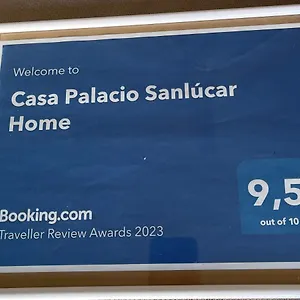 Welcome to
Casa Palacio Sanlúcar
Home
Booking.com
Traveller Review Awards 2023
9,5
out of 10